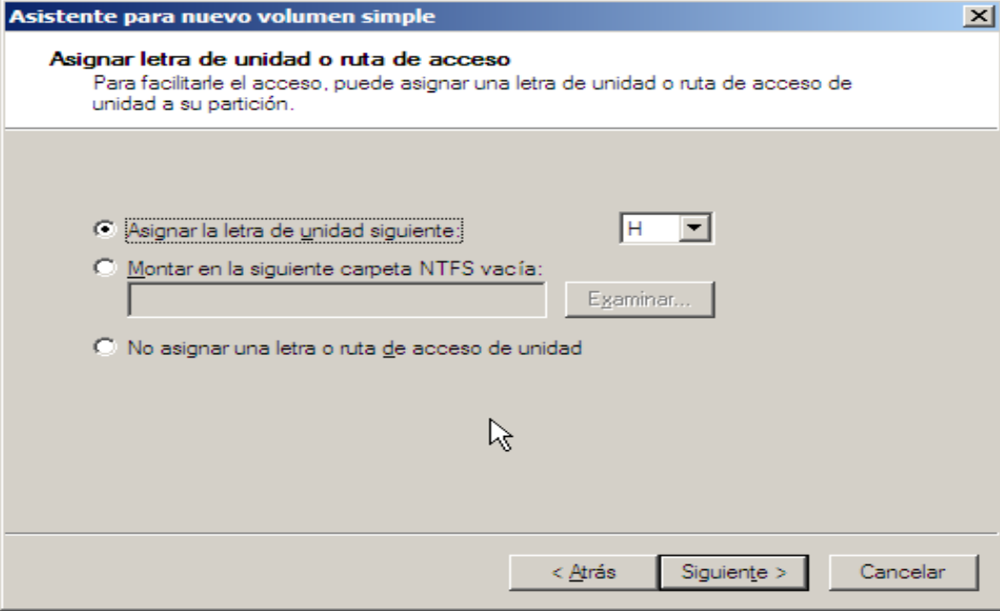 Asistente para nuevo volumen simple
Asignar letra de unidad o ruta de acceso
Para facilitarle el acceso, puede asignar una letra de unidad o ruta de acceso de
unidad a su partición.
Asignar la letra de unidad siguiente: H
Montar en la siguiente carpeta NTFS vacía:
Examinar...
No asignar una letra o ruta de acceso de unidad
< Atrás Siguiente > Cancelar